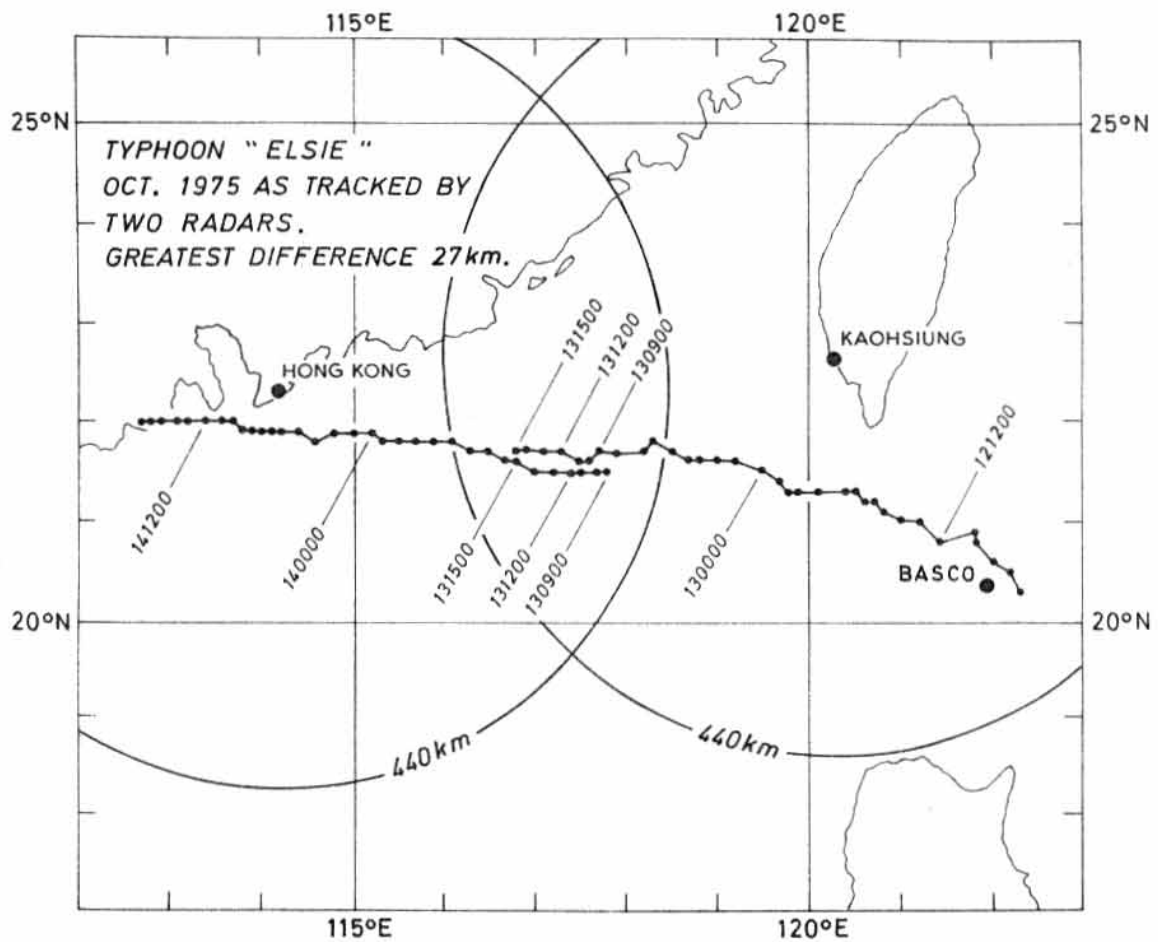 115°E
120°E
25°N
25°N
TYPHOON "ELSIE"
OCT. 1975 AS TRACKED BY
TWO RADARS.
GREATEST DIFFERENCE 27km.
131500
131200
130900
KAOHSIUNG
HONG KONG
121200
141200
140000
131500
131200
130900
130000
BASCO
20°N
20°N
440km
440km
115°E
120°E